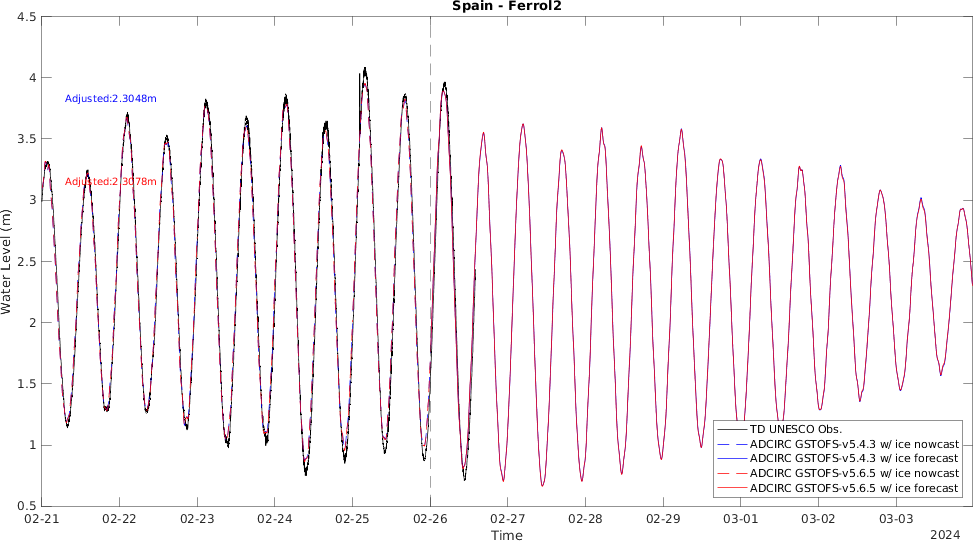 Spain - Ferrol2
4.5
4
3.5
3
2.5
2
1.5
1
0.5
Water Level (m)
Adjusted:2.3048m
Adjusted:2.3078m
TD UNESCO Obs.
ADCIRC GSTOFS-v5.4.3 w/ ice nowcast
ADCIRC GSTOFS-v5.4.3 w/ ice forecast
ADCIRC GSTOFS-v5.6.5 w/ ice nowcast
ADCIRC GSTOFS-v5.6.5 w/ ice forecast
02-21 02-22 02-23 02-24 02-25 02-26 02-27 02-28 02-29 03-01 03-02 03-03
Time
2024